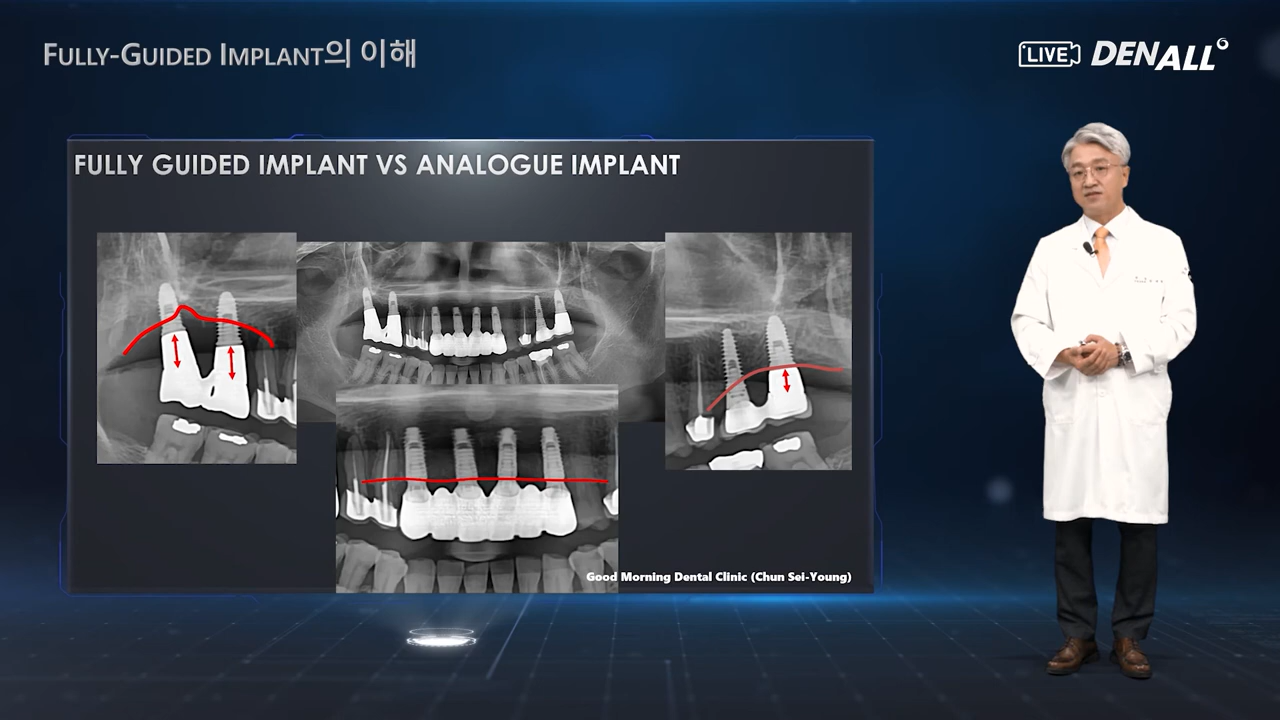 FULLY-GUIDED IMPLANT의 이해
LIVE DENALL
FULLY GUIDED IMPLANT VS ANALOGUE IMPLANT
Good Morning Dental Clinic (Chun Sei-Young)